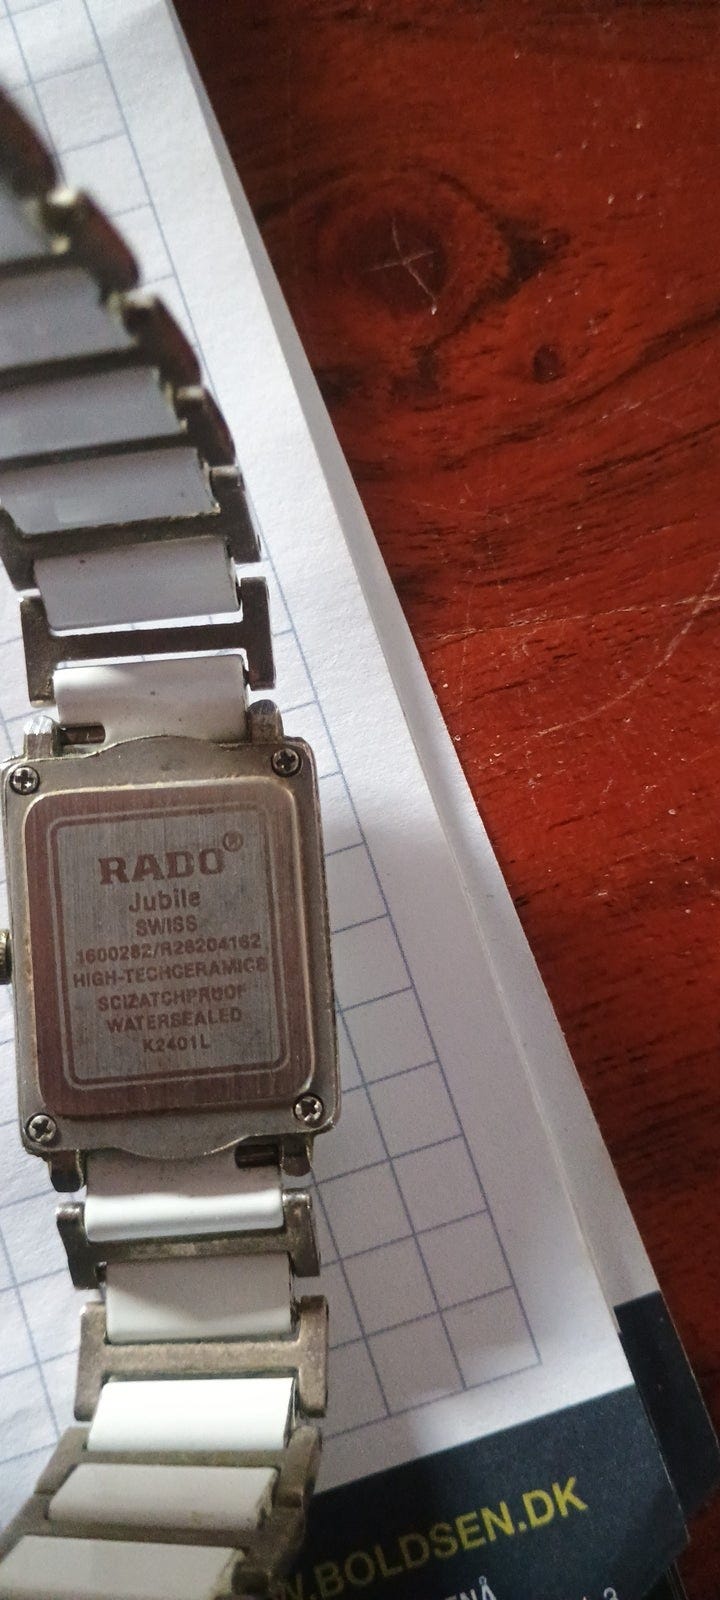 RADO®
Jubile
SWISS
1600282/R28204162
HIGH-TECHCERAMICS
SCIZATCHPROOF
WATERSEALED
K2401L
W.BOLDSEN.DK